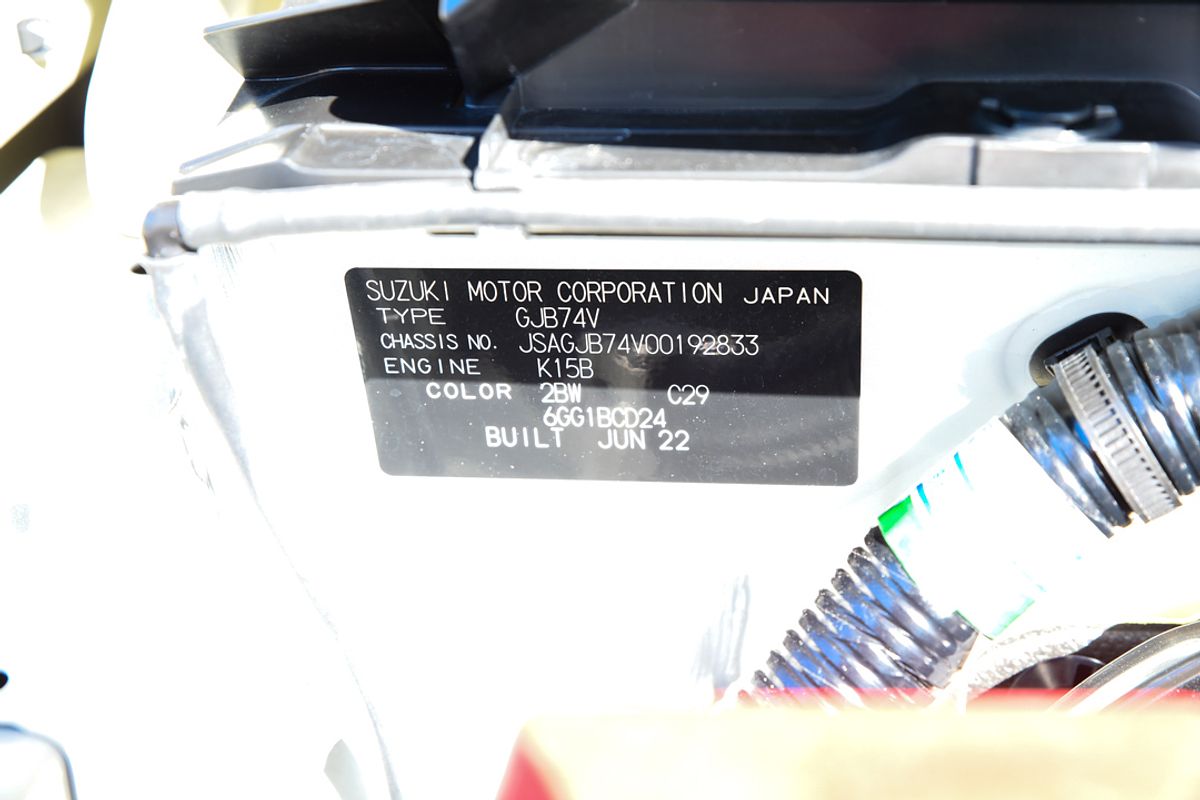 SUZUKI MOTOR CORPORATION JAPAN
TYPE GJB74V
CHASSIS NO. JSAGJB74V00192833
ENGINE K15B
COLOR 2BW C29
6GG1BCD24
BUILT JUN 22